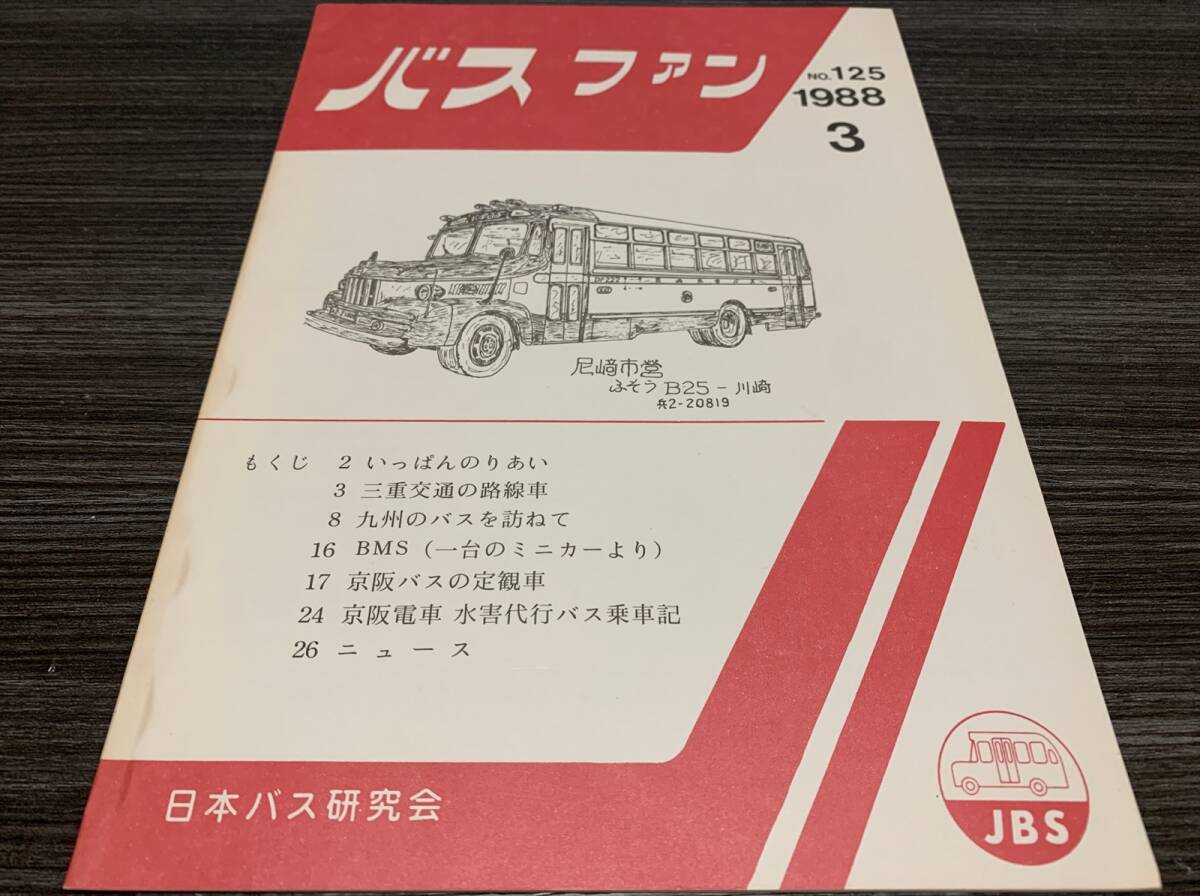 バスファン
NO.125
1988
3
尼崎市営
ふそう B25-川崎
兵2-20819
もくじ 2 いっぱんのりあい
3 三重交通の路線車
8 九州のバスを訪ねて
16 BMS (一台のミニカーより)
17 京阪バスの定観車
24 京阪電車 水害代行バス乗車記
26 ニュース
日本バス研究会
JBS